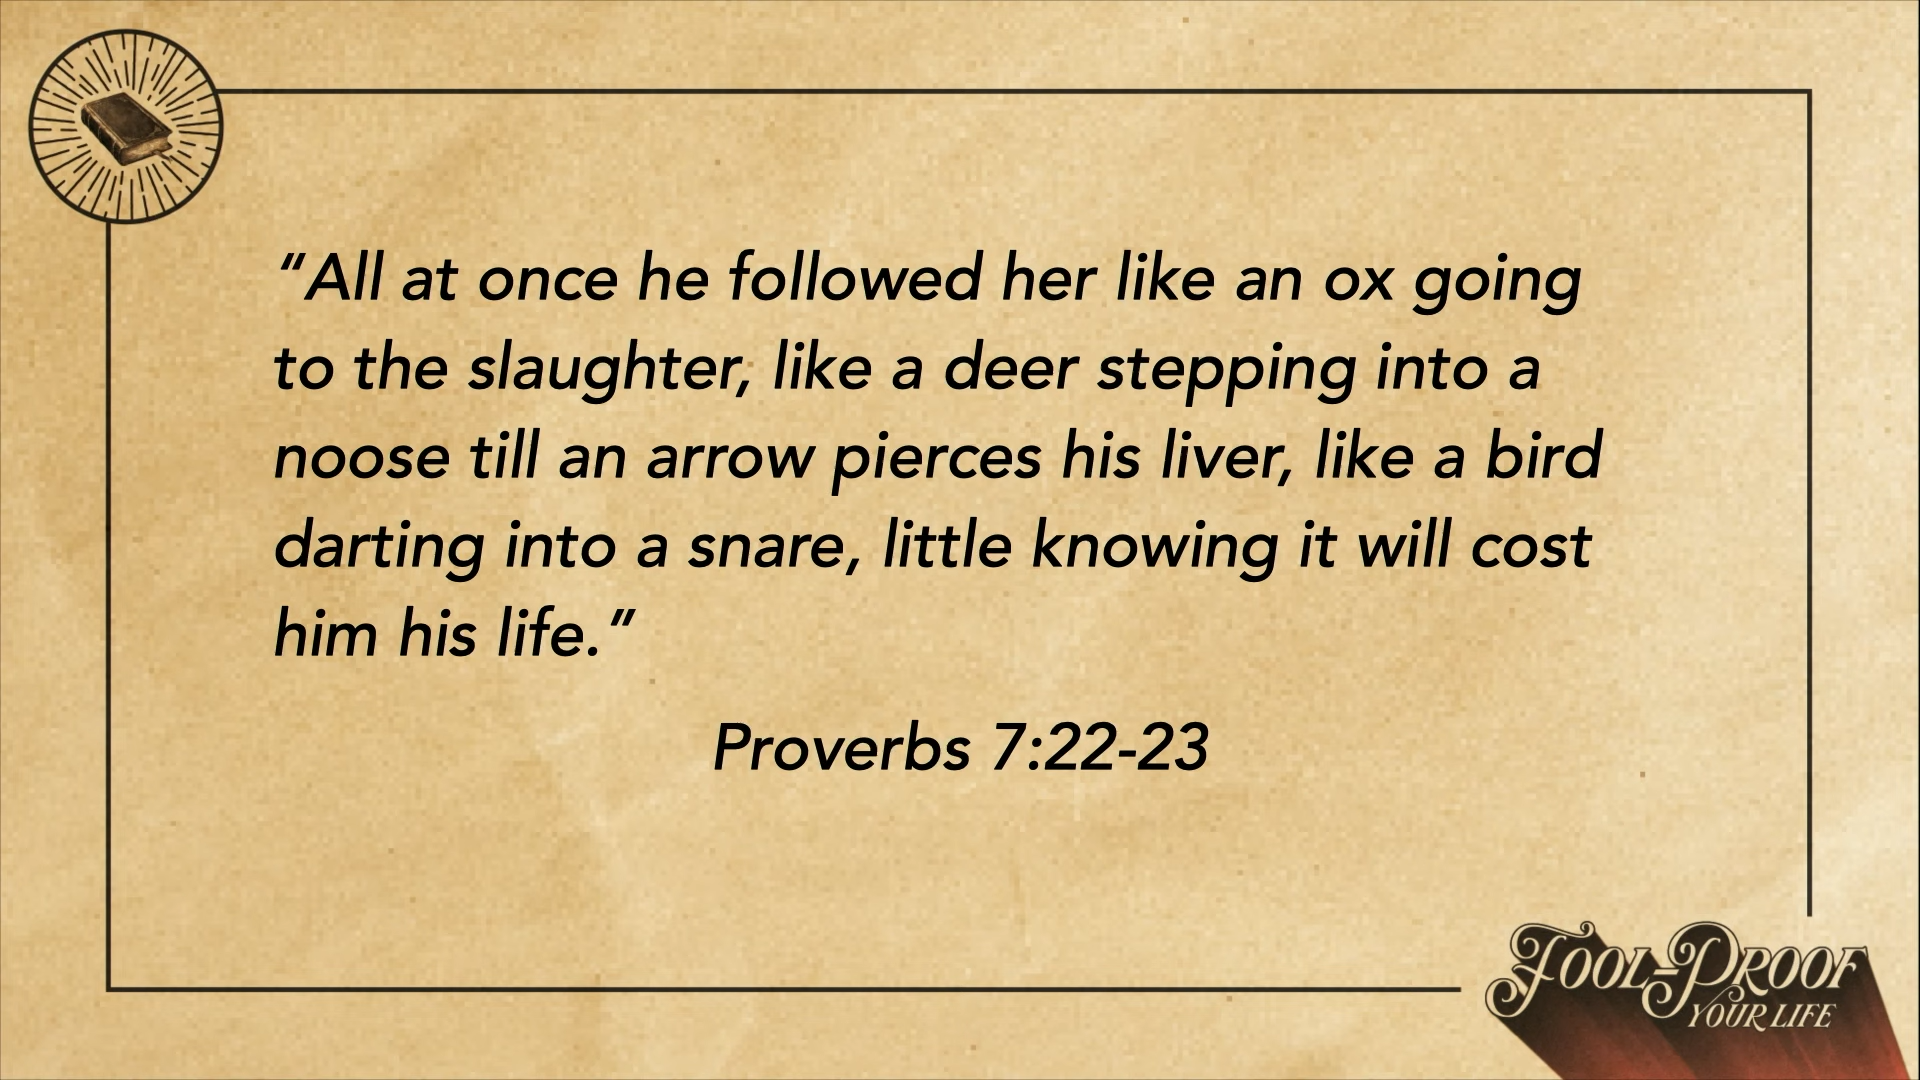 “All at once he followed her like an ox going
to the slaughter, like a deer stepping into a
noose till an arrow pierces his liver, like a bird
darting into a snare, little knowing it will cost
him his life.”
Proverbs 7:22-23
Fool-Proof
Your Life